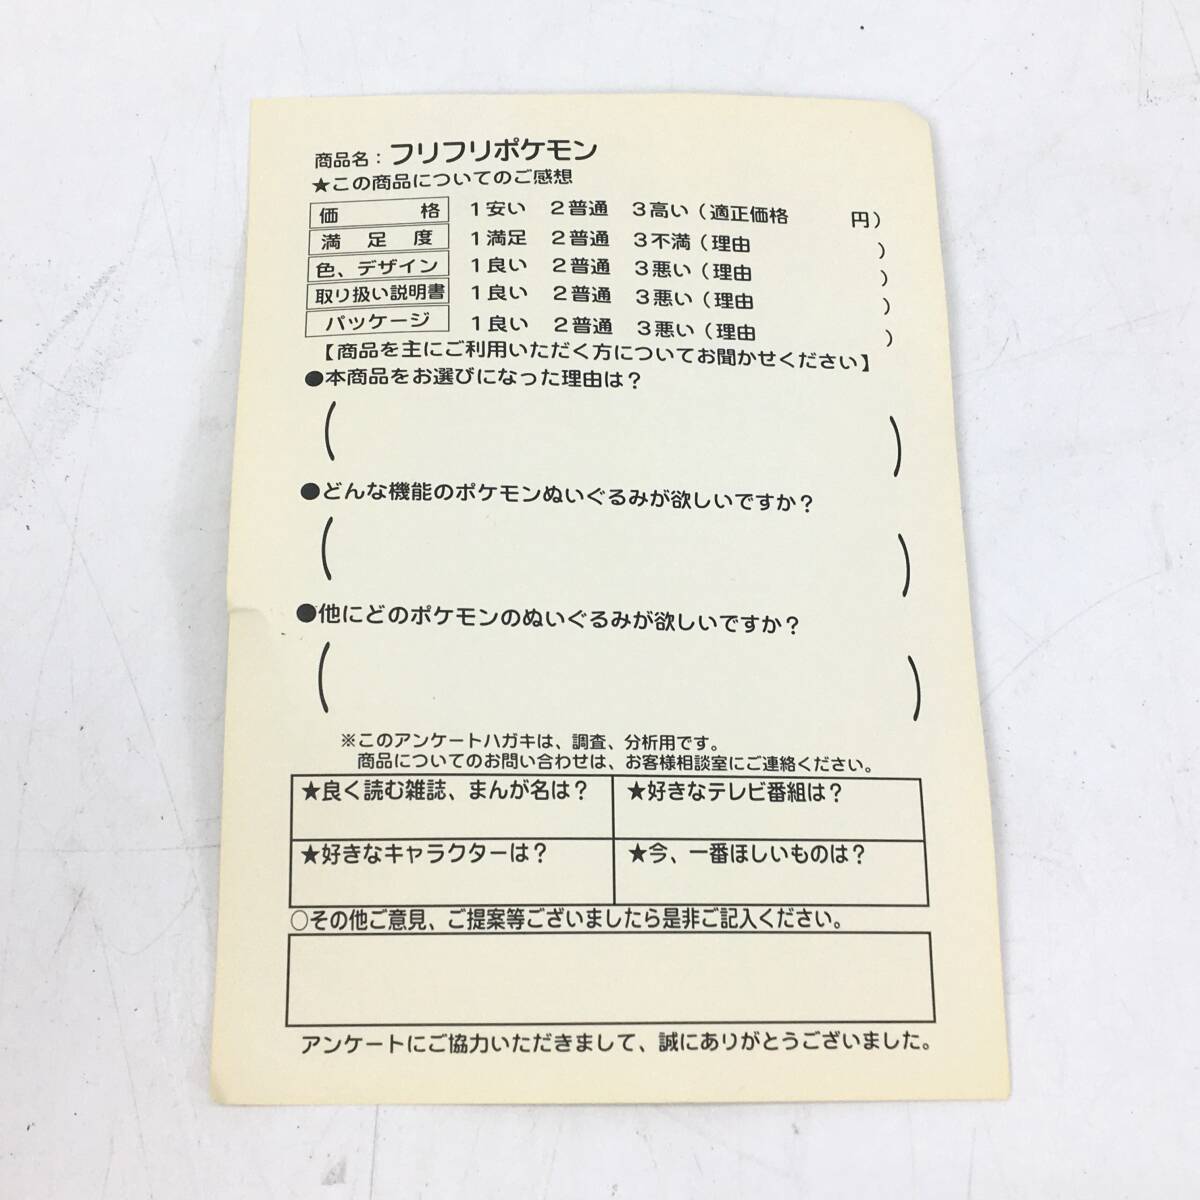 商品名：フリフリポケモン
★この商品についてのご感想
価格 1安い 2普通 3高い（適正価格 円）
満足度 1満足 2普通 3不満（理由 ）
色、デザイン 1良い 2普通 3悪い（理由 ）
取り扱い説明書 1良い 2普通 3悪い（理由 ）
パッケージ 1良い 2普通 3悪い（理由 ）
【商品を主にご利用いただく方についてお聞かせください】
●本商品をお選びになった理由は？
（ ）
●どんな機能のポケモンぬいぐるみが欲しいですか？
（ ）
●他にどのポケモンのぬいぐるみが欲しいですか？
（ ）
※このアンケートハガキは、調査、分析用です。
商品についてのお問い合わせは、お客様相談室にご連絡ください。
★良く読む雑誌、まんが名は？ ★好きなテレビ番組は？
★好きなキャラクターは？ ★今、一番ほしいものは？
○その他ご意見、ご提案等ございましたら是非ご記入ください。
アンケートにご協力いただきまして、誠にありがとうございました。